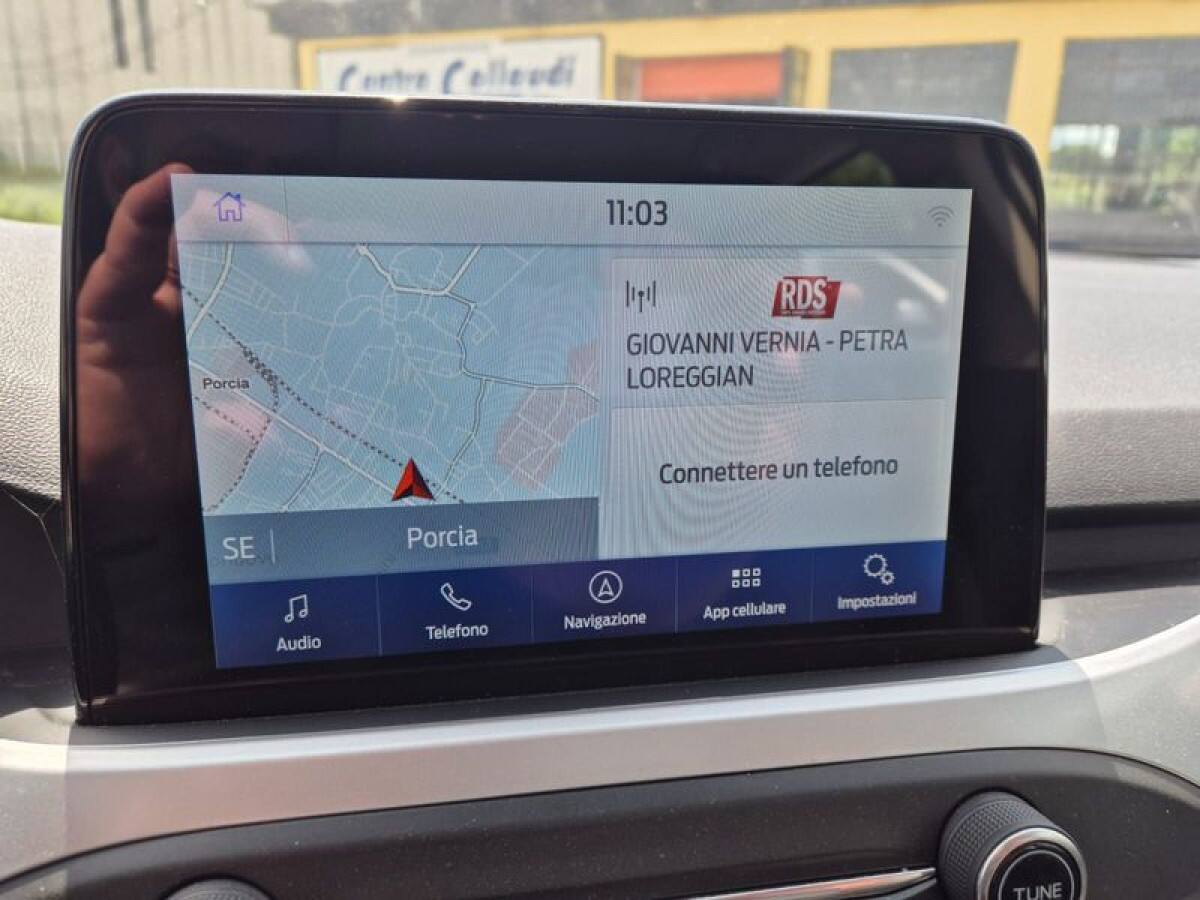 Centro Collaudi
11:03
RDS
GIOVANNI VERNIA - PETRA
LOREGGIAN
Porcia
Connettere un telefono
SE
Porcia
Audio
Telefono
Navigazione
App cellulare
Impostazioni
TUNE